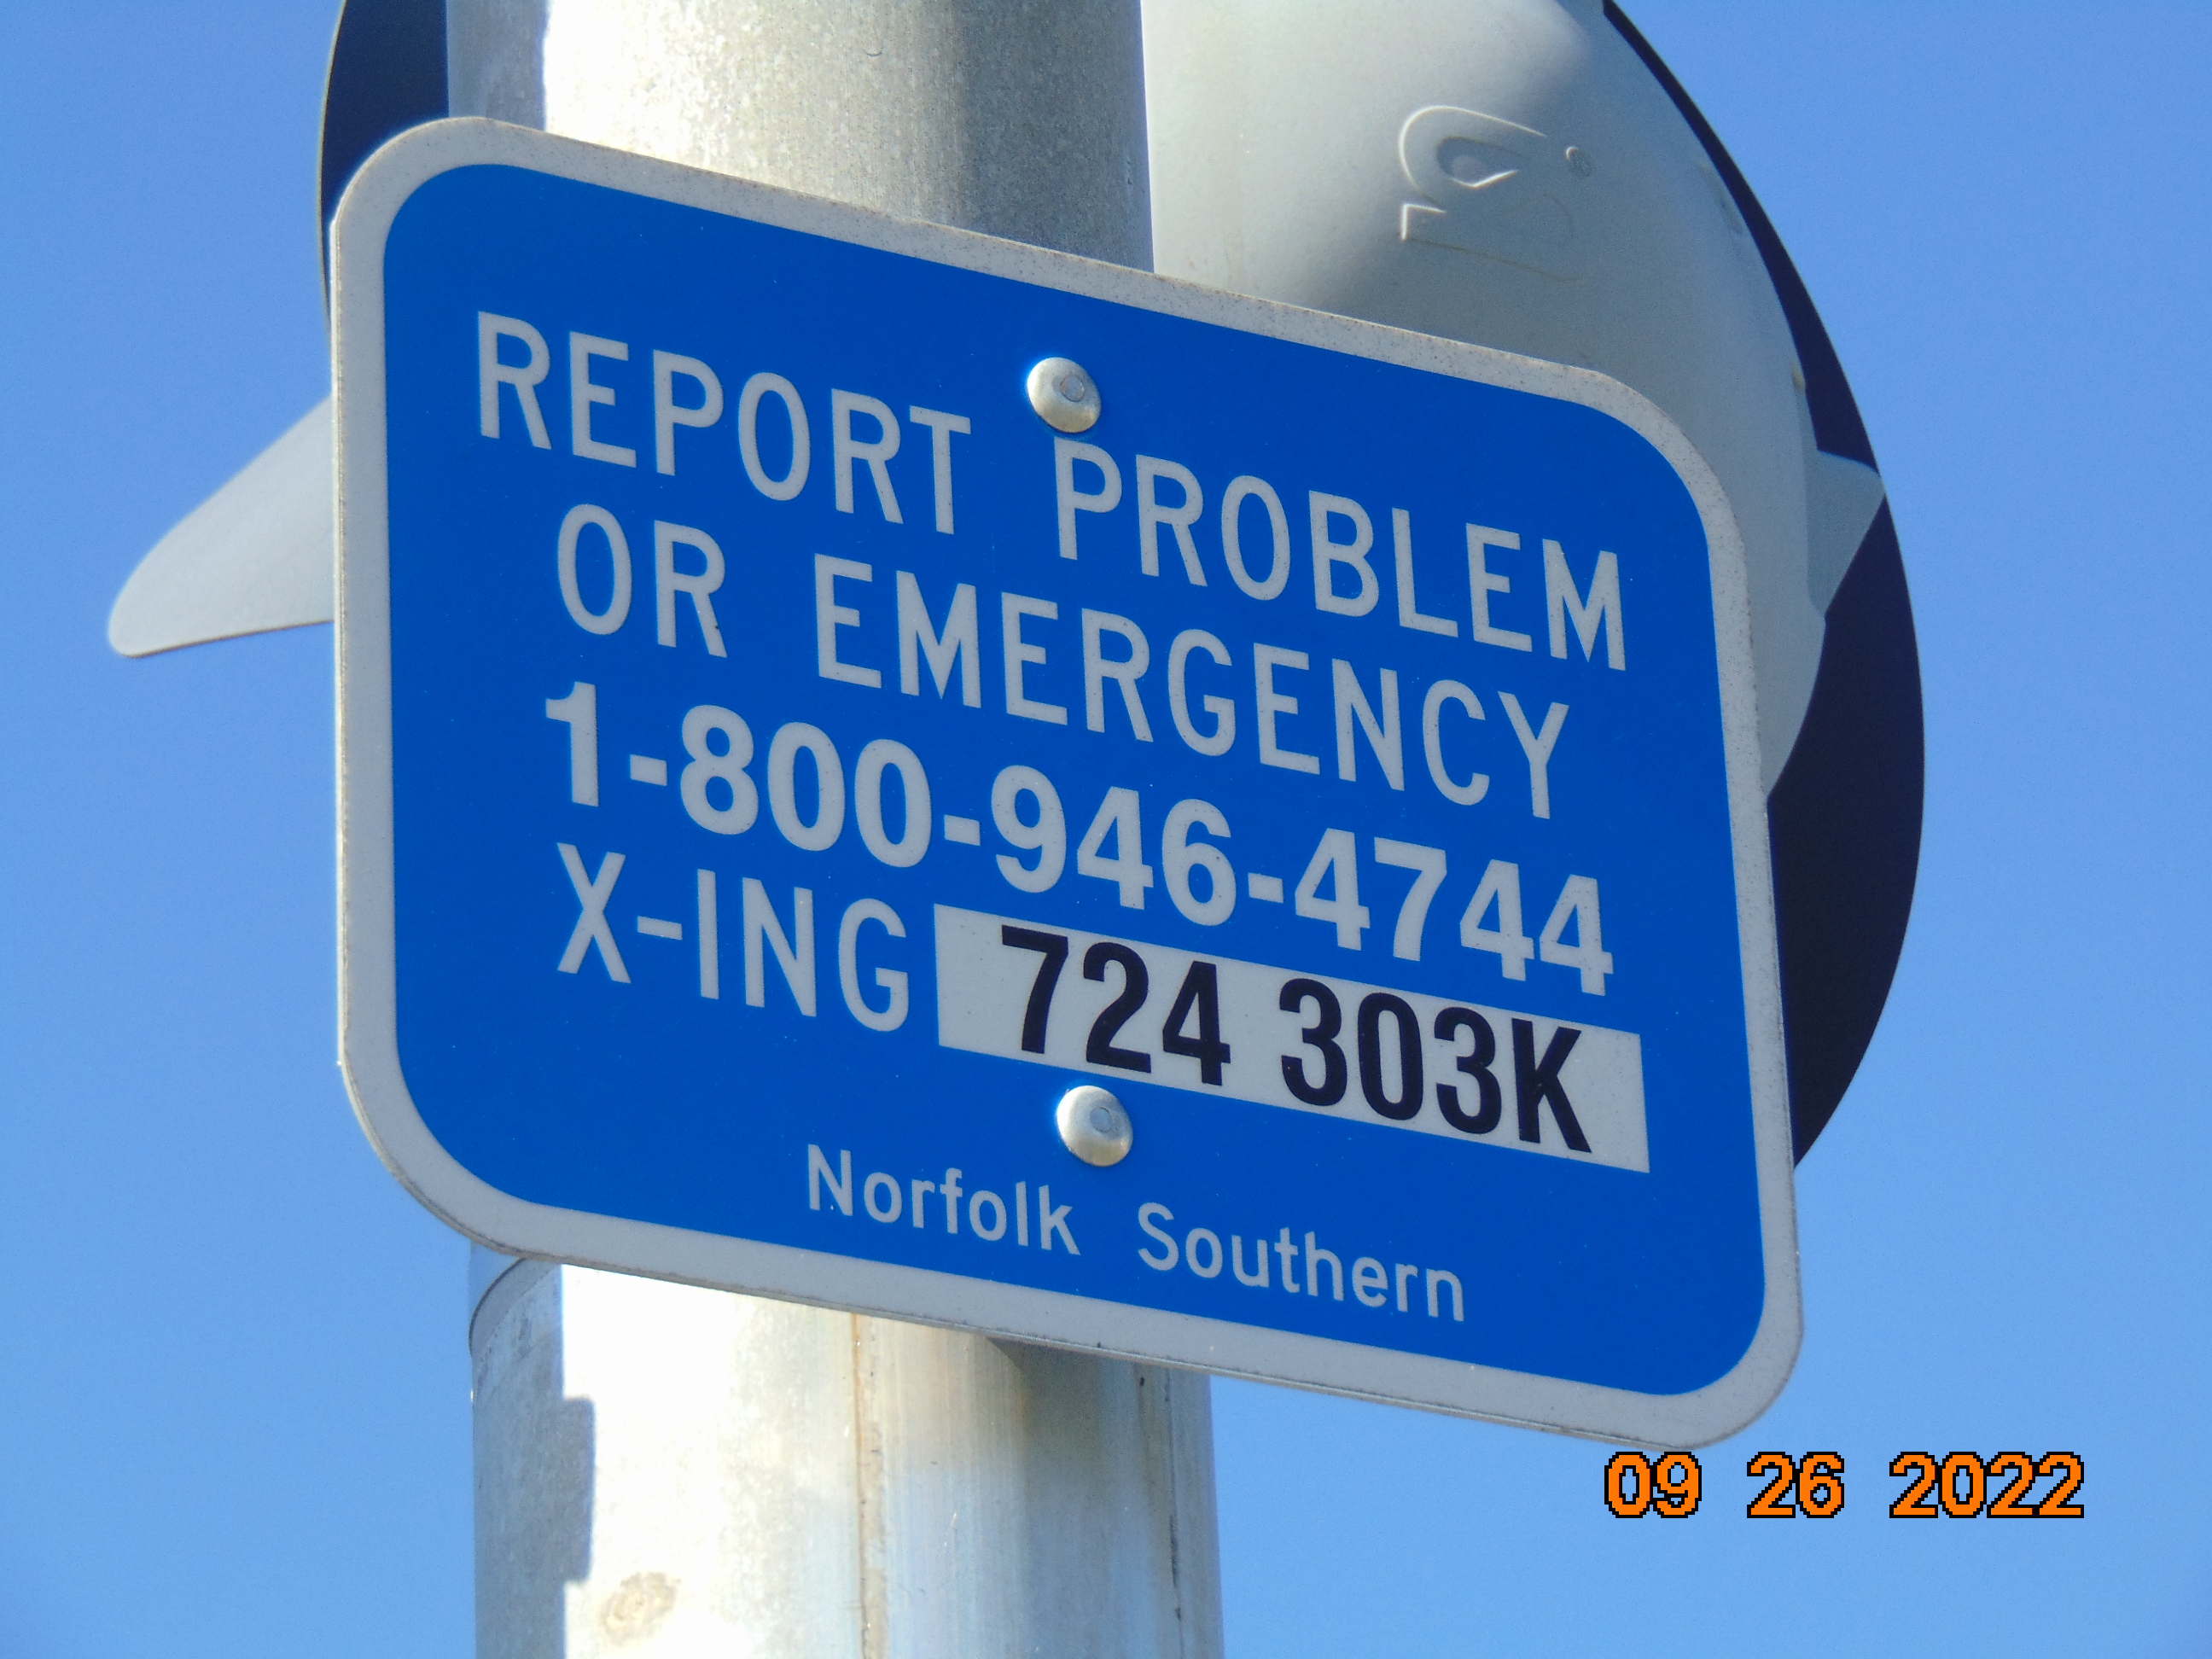 REPORT PROBLEM
OR EMERGENCY
1-800-946-4744
X-ING 724 303K
Norfolk Southern
09 26 2022